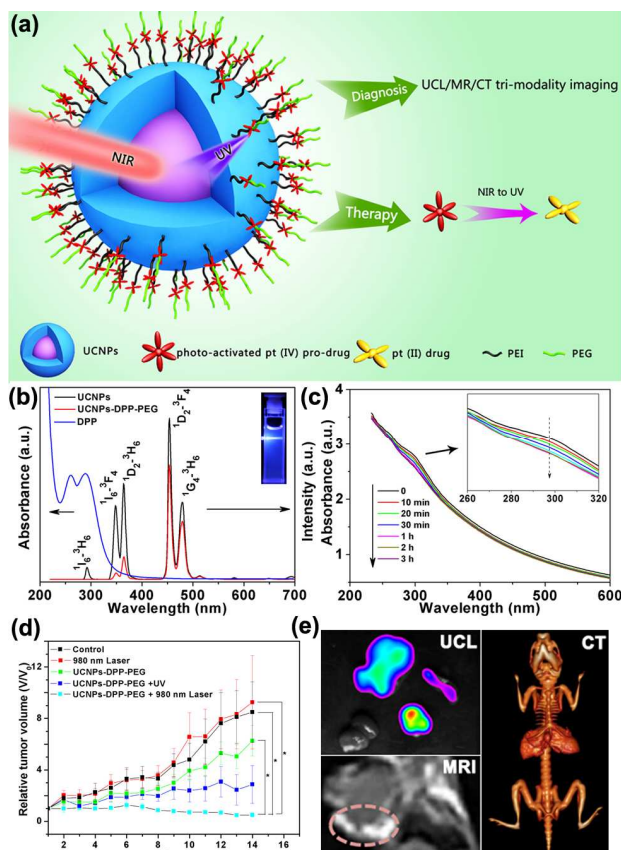 (a)
Diagnosis
UCL/MR/CT tri-modality imaging
NIR
UV
Therapy
NIR to UV
UCNPs
photo-activated pt (IV) pro-drug
pt (II) drug
PEI
PEG
(b)
UCNPs
UCNPs-DPP-PEG
DPP
¹I₆-³H₆
¹I₆-³F₄
¹D₂-³H₆
¹D₂-³F₄
¹G₄-³H₆
Absorbance (a.u.)
Intensity (a.u.)
200 300 400 500 600 700
Wavelength (nm)
(c)
Absorbance (a.u.)
3.5
3
2
1
0
10 min
20 min
30 min
1 h
2 h
3 h
260 280 300 320
200 300 400 500 600
Wavelength (nm)
(d)
Control
980 nm Laser
UCNPs-DPP-PEG
UCNPs-DPP-PEG +UV
UCNPs-DPP-PEG + 980 nm Laser
Relative tumor volume (V/V₀)
12
8
4
0
* * *
2 4 6 8 10 12 14 16
(e)
UCL
CT
MRI